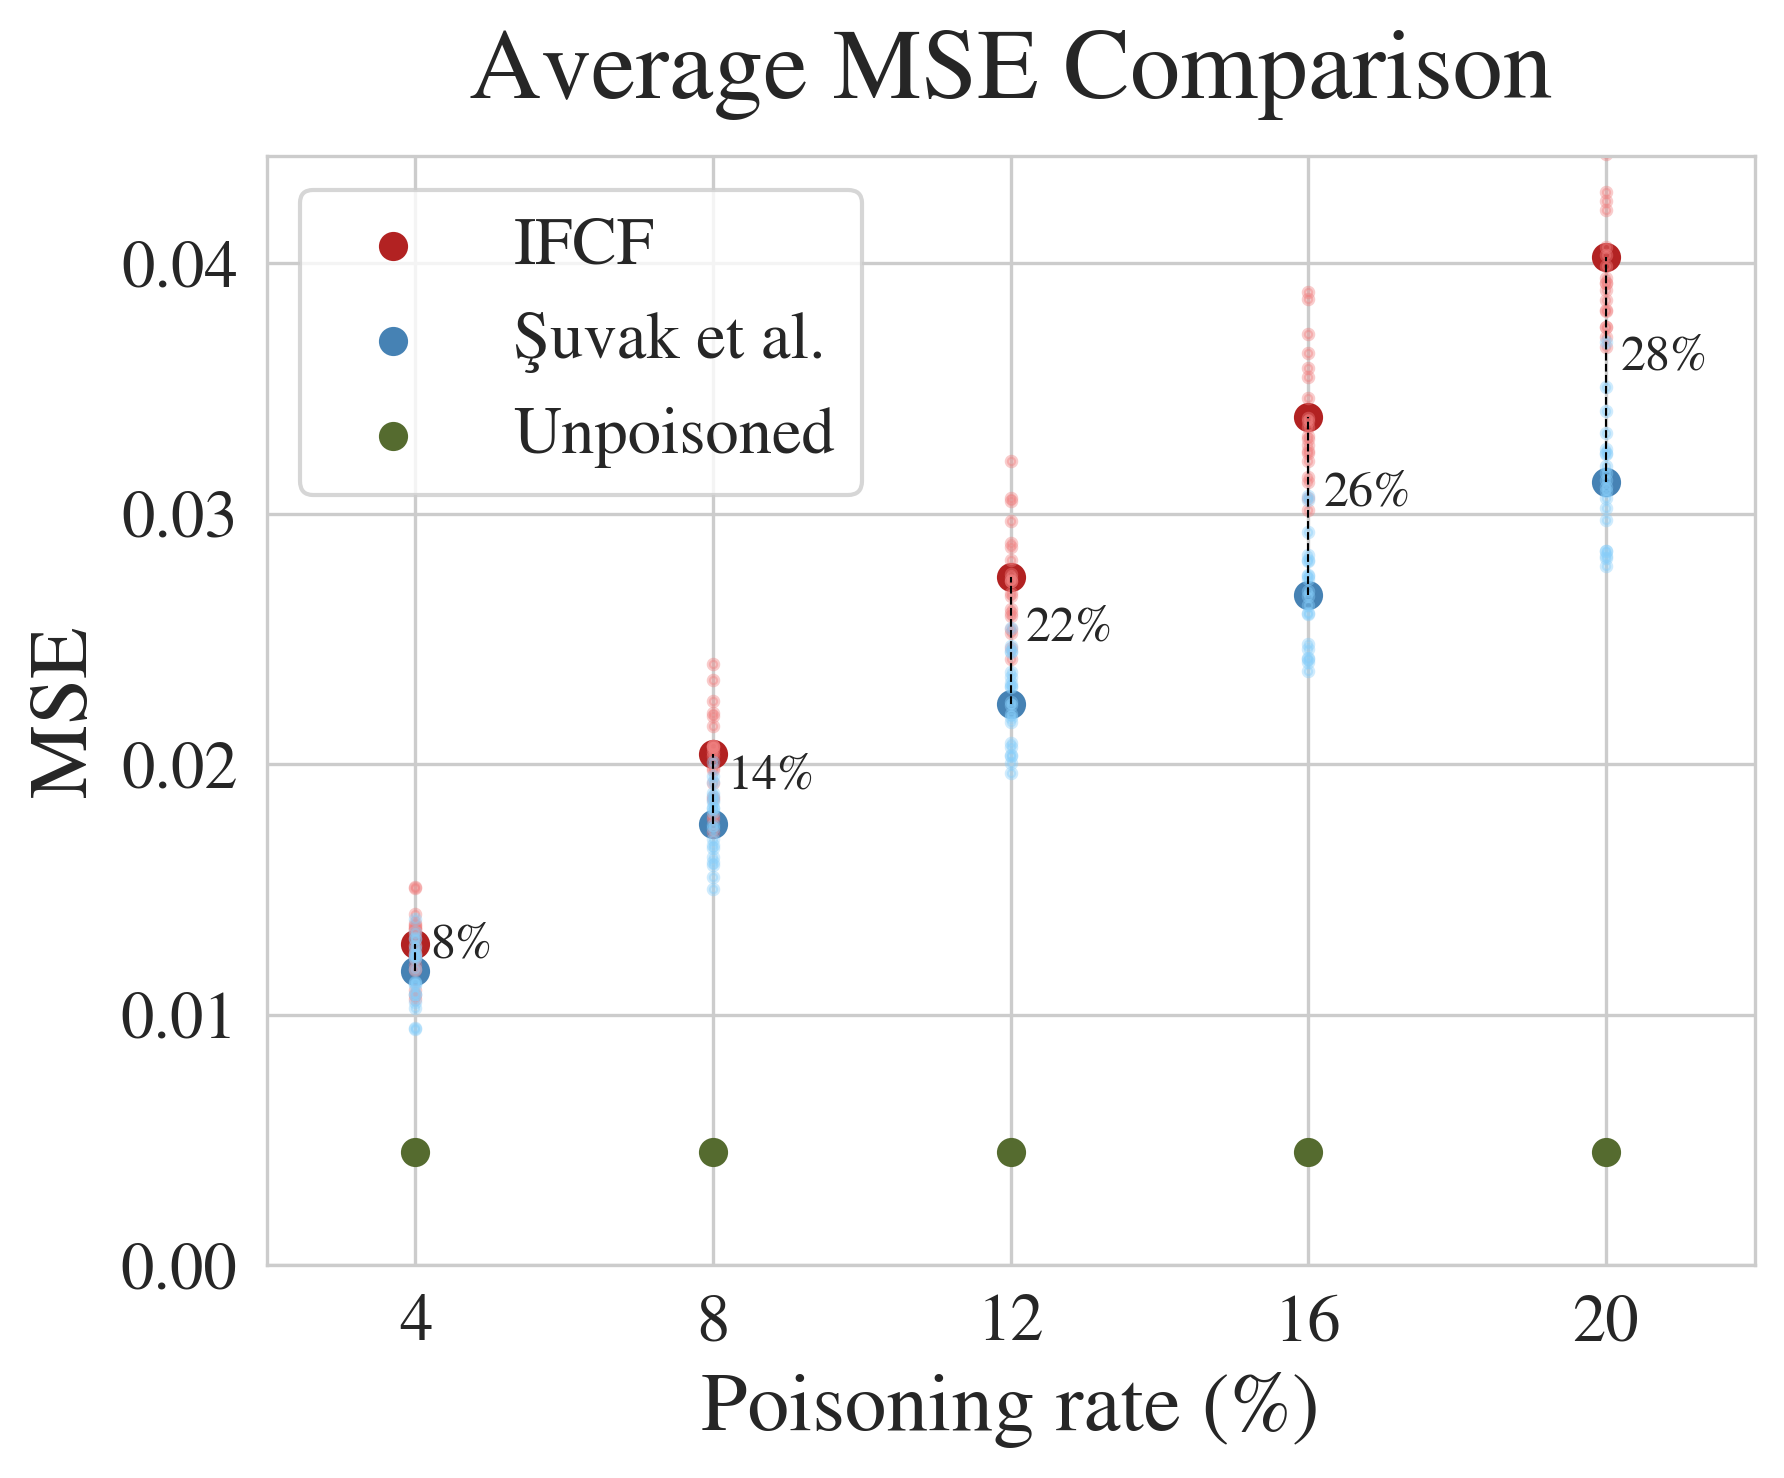 Average MSE Comparison
IFCF
Şuvak et al.
Unpoisoned
0.04
0.03
0.02
0.01
0.00
MSE
8%
14%
22%
26%
28%
4
8
12
16
20
Poisoning rate (%)